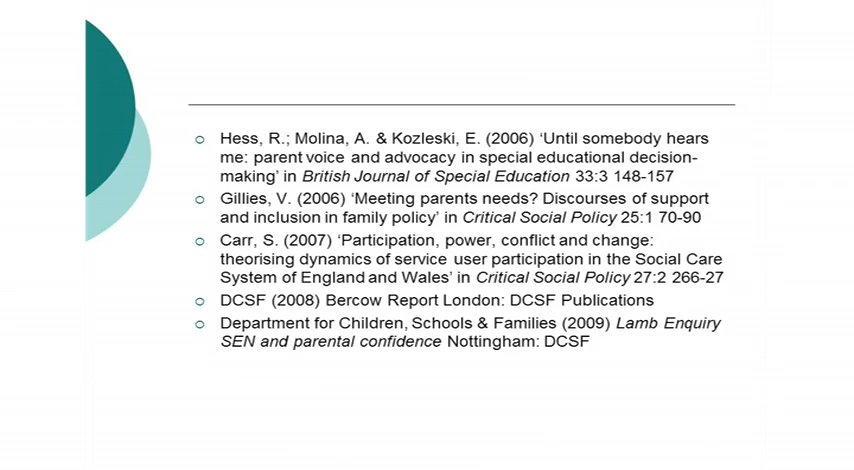 Hess, R.; Molina, A. & Kozleski, E. (2006) ‘Until somebody hears
me: parent voice and advocacy in special educational decision-
making’ in British Journal of Special Education 33:3 148-157
Gillies, V. (2006) ‘Meeting parents needs? Discourses of support
and inclusion in family policy’ in Critical Social Policy 25:1 70-90
Carr, S. (2007) ‘Participation, power, conflict and change:
theorising dynamics of service user participation in the Social Care
System of England and Wales’ in Critical Social Policy 27:2 266-27
DCSF (2008) Bercow Report London: DCSF Publications
Department for Children, Schools & Families (2009) Lamb Enquiry
SEN and parental confidence Nottingham: DCSF